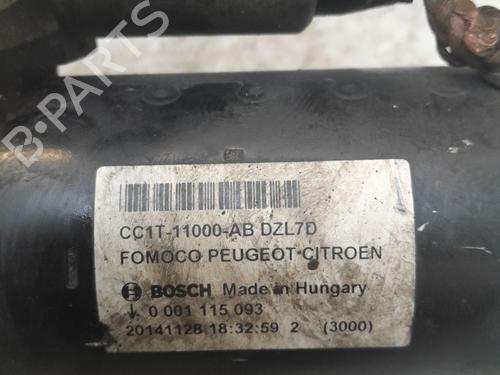 B-PARTS
CC1T-11000-AB DZL7D
FOMOCO PEUGEOT CITROEN
BOSCH Made in Hungary
↓ 0 001 115 093
20141128 18:32:59 2 (3000)